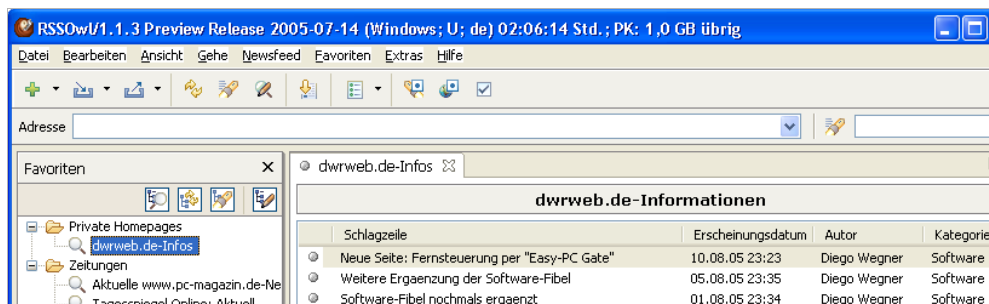 RSSOwl/1.1.3 Preview Release 2005-07-14 (Windows; U; de) 02:06:14 Std.; PK: 1,0 GB übrig
Datei Bearbeiten Ansicht Gehe Newsfeed Favoriten Extras Hilfe
Adresse
Favoriten
dwrweb.de-Infos
dwrweb.de-Informationen
Private Homepages
dwrweb.de-Infos
Zeitungen
Aktuelle www.pc-magazin.de-Ne
Tagesspiegel Online: Aktuell
Schlagzeile Erscheinungsdatum Autor Kategorie
Neue Seite: Fernsteuerung per "Easy-PC Gate" 10.08.05 23:23 Diego Wegner Software
Weitere Ergaenzung der Software-Fibel 05.08.05 23:35 Diego Wegner Software
Software-Fibel nochmals ergaenzt 01.08.05 23:34 Diego Wegner Software